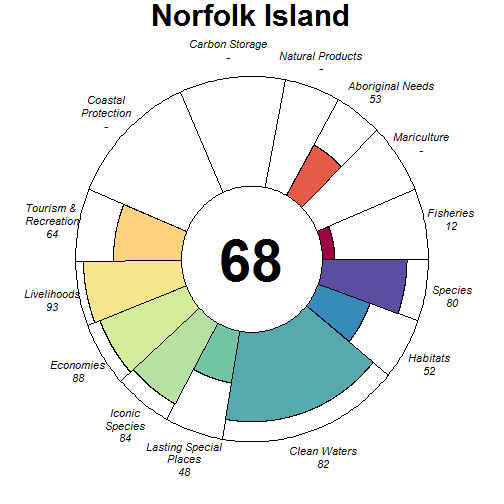 Norfolk Island
Carbon Storage
-
Natural Products
-
Aboriginal Needs
53
Mariculture
-
Fisheries
12
Species
80
Habitats
52
Clean Waters
82
Lasting Special
Places
48
Iconic
Species
84
Economies
88
Livelihoods
93
Tourism &
Recreation
64
Coastal
Protection
-
68